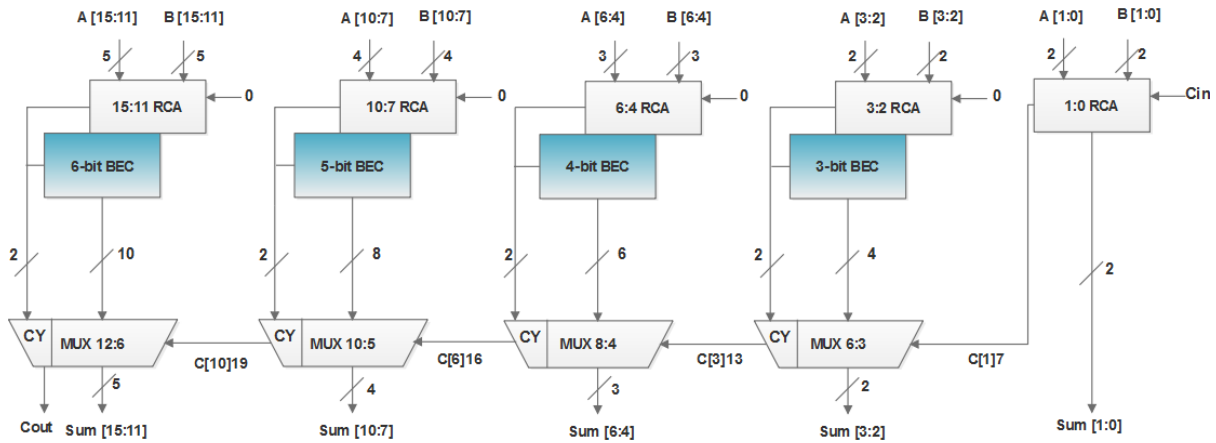 A [15:11] B [15:11] A [10:7] B [10:7] A [6:4] B [6:4] A [3:2] B [3:2] A [1:0] B [1:0]
5 5 4 4 3 3 2 2 2 2
15:11 RCA 0 10:7 RCA 0 6:4 RCA 0 3:2 RCA 0 1:0 RCA Cin
6-bit BEC 5-bit BEC 4-bit BEC 3-bit BEC
2 10 2 8 2 6 2 4 2
CY MUX 12:6 C[10]19 CY MUX 10:5 C[6]16 CY MUX 8:4 C[3]13 CY MUX 6:3 C[1]7
5 4 3 2
Cout Sum [15:11] Sum [10:7] Sum [6:4] Sum [3:2] Sum [1:0]